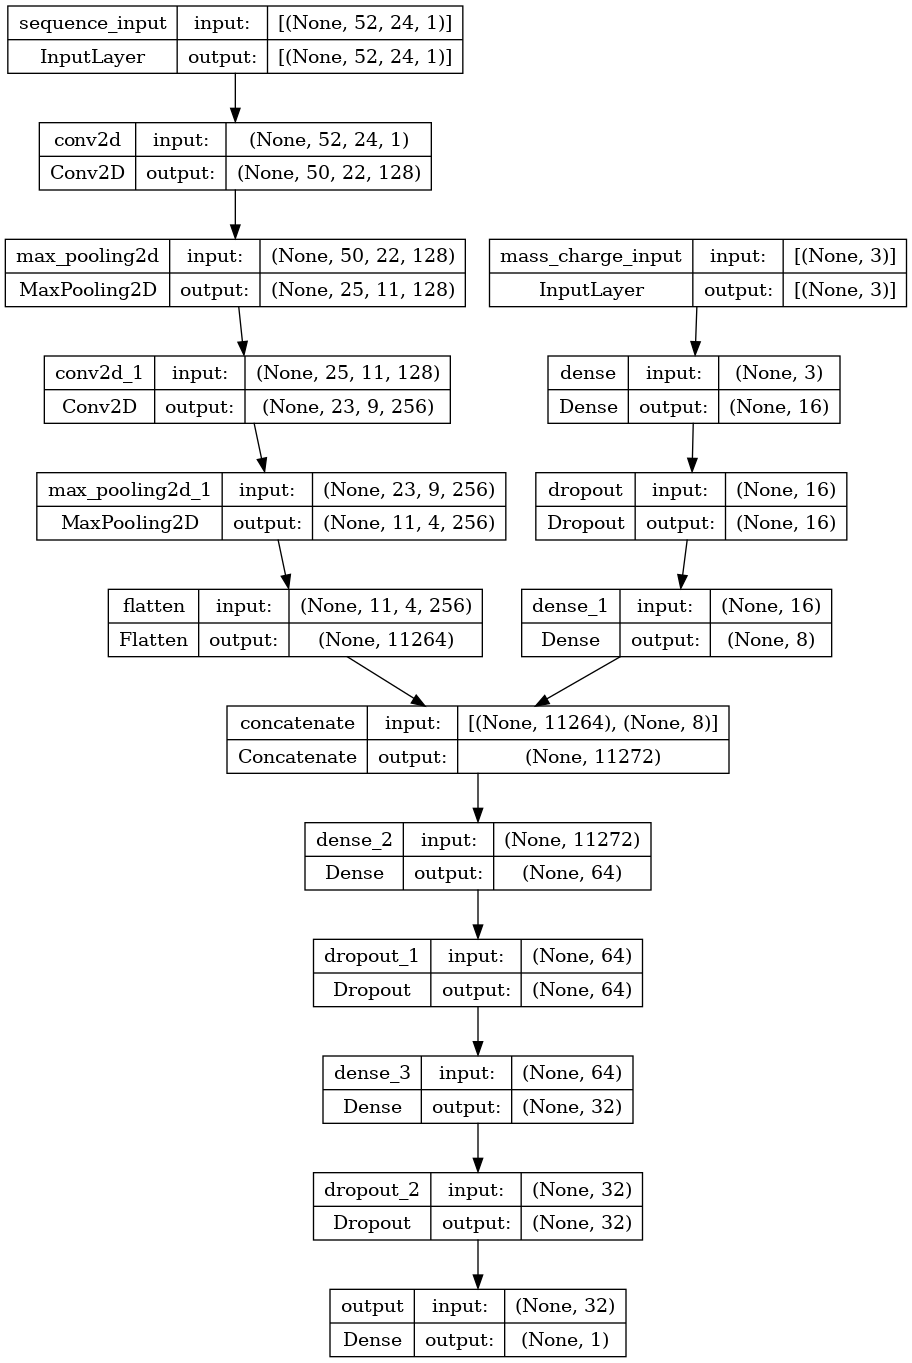 sequence_input input: [(None, 52, 24, 1)]
InputLayer output: [(None, 52, 24, 1)]
conv2d input: (None, 52, 24, 1)
Conv2D output: (None, 50, 22, 128)
max_pooling2d input: (None, 50, 22, 128)
MaxPooling2D output: (None, 25, 11, 128)
mass_charge_input input: [(None, 3)]
InputLayer output: [(None, 3)]
conv2d_1 input: (None, 25, 11, 128)
Conv2D output: (None, 23, 9, 256)
dense input: (None, 3)
Dense output: (None, 16)
max_pooling2d_1 input: (None, 23, 9, 256)
MaxPooling2D output: (None, 11, 4, 256)
dropout input: (None, 16)
Dropout output: (None, 16)
flatten input: (None, 11, 4, 256)
Flatten output: (None, 11264)
dense_1 input: (None, 16)
Dense output: (None, 8)
concatenate input: [(None, 11264), (None, 8)]
Concatenate output: (None, 11272)
dense_2 input: (None, 11272)
Dense output: (None, 64)
dropout_1 input: (None, 64)
Dropout output: (None, 64)
dense_3 input: (None, 64)
Dense output: (None, 32)
dropout_2 input: (None, 32)
Dropout output: (None, 32)
output input: (None, 32)
Dense output: (None, 1)